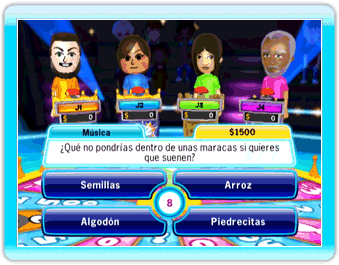 J1 J2 J3 J4
$ 0 $ 0 $ 0 $ 0
Música $1500
¿Qué no pondrías dentro de unas maracas si quieres
que suenen?
Semillas Arroz
8
Algodón Piedrecitas